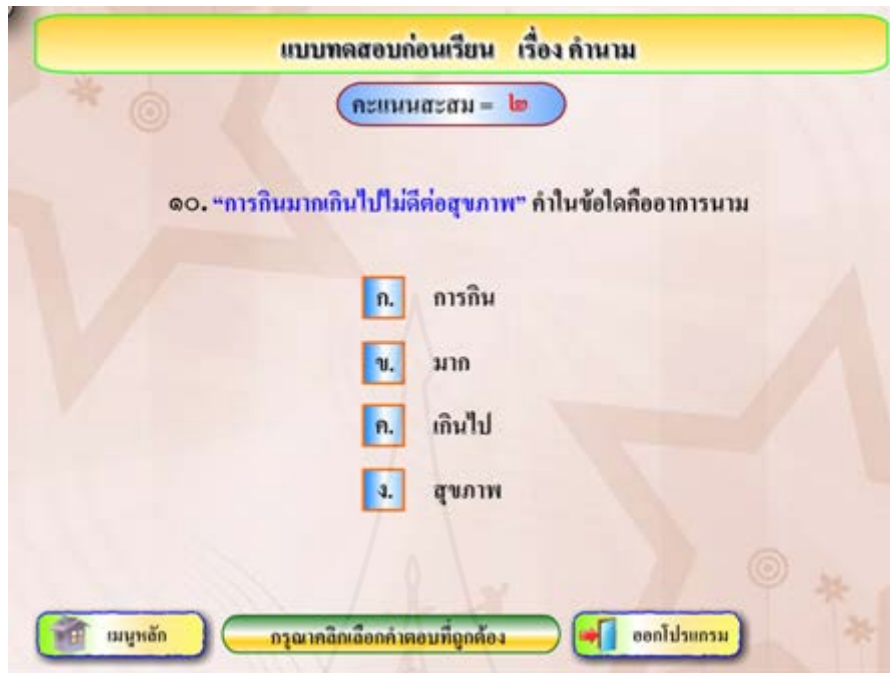 แบบทดสอบก่อนเรียน เรื่อง คำนาม
คะแนนสะสม = ๒
๑๐. “การกินมากเกินไปไม่ดีต่อสุขภาพ” คำในข้อใดคืออาการนาม
ก. การกิน
ข. มาก
ค. เกินไป
ง. สุขภาพ
เมนูหลัก กรุณาคลิกเลือกคำตอบที่ถูกต้อง ออกโปรแกรม